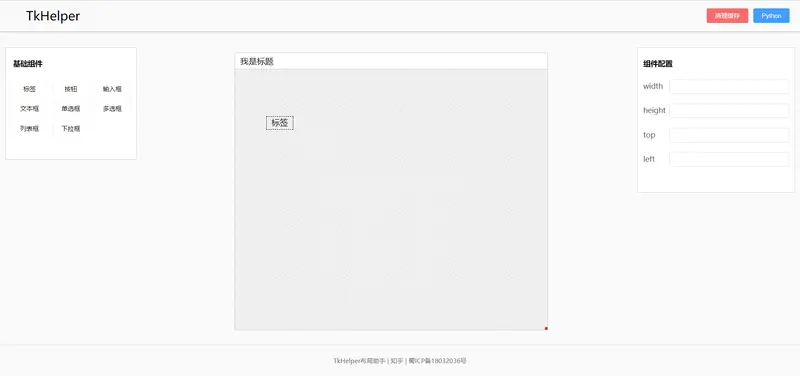 TkHelper
清理缓存
Python
基础组件
标签 按钮 输入框
文本框 单选框 多选框
列表框 下拉框
我是标题
标签
组件配置
width
height
top
left
TkHelper布局助手 | 知乎 | 蜀ICP备18032036号